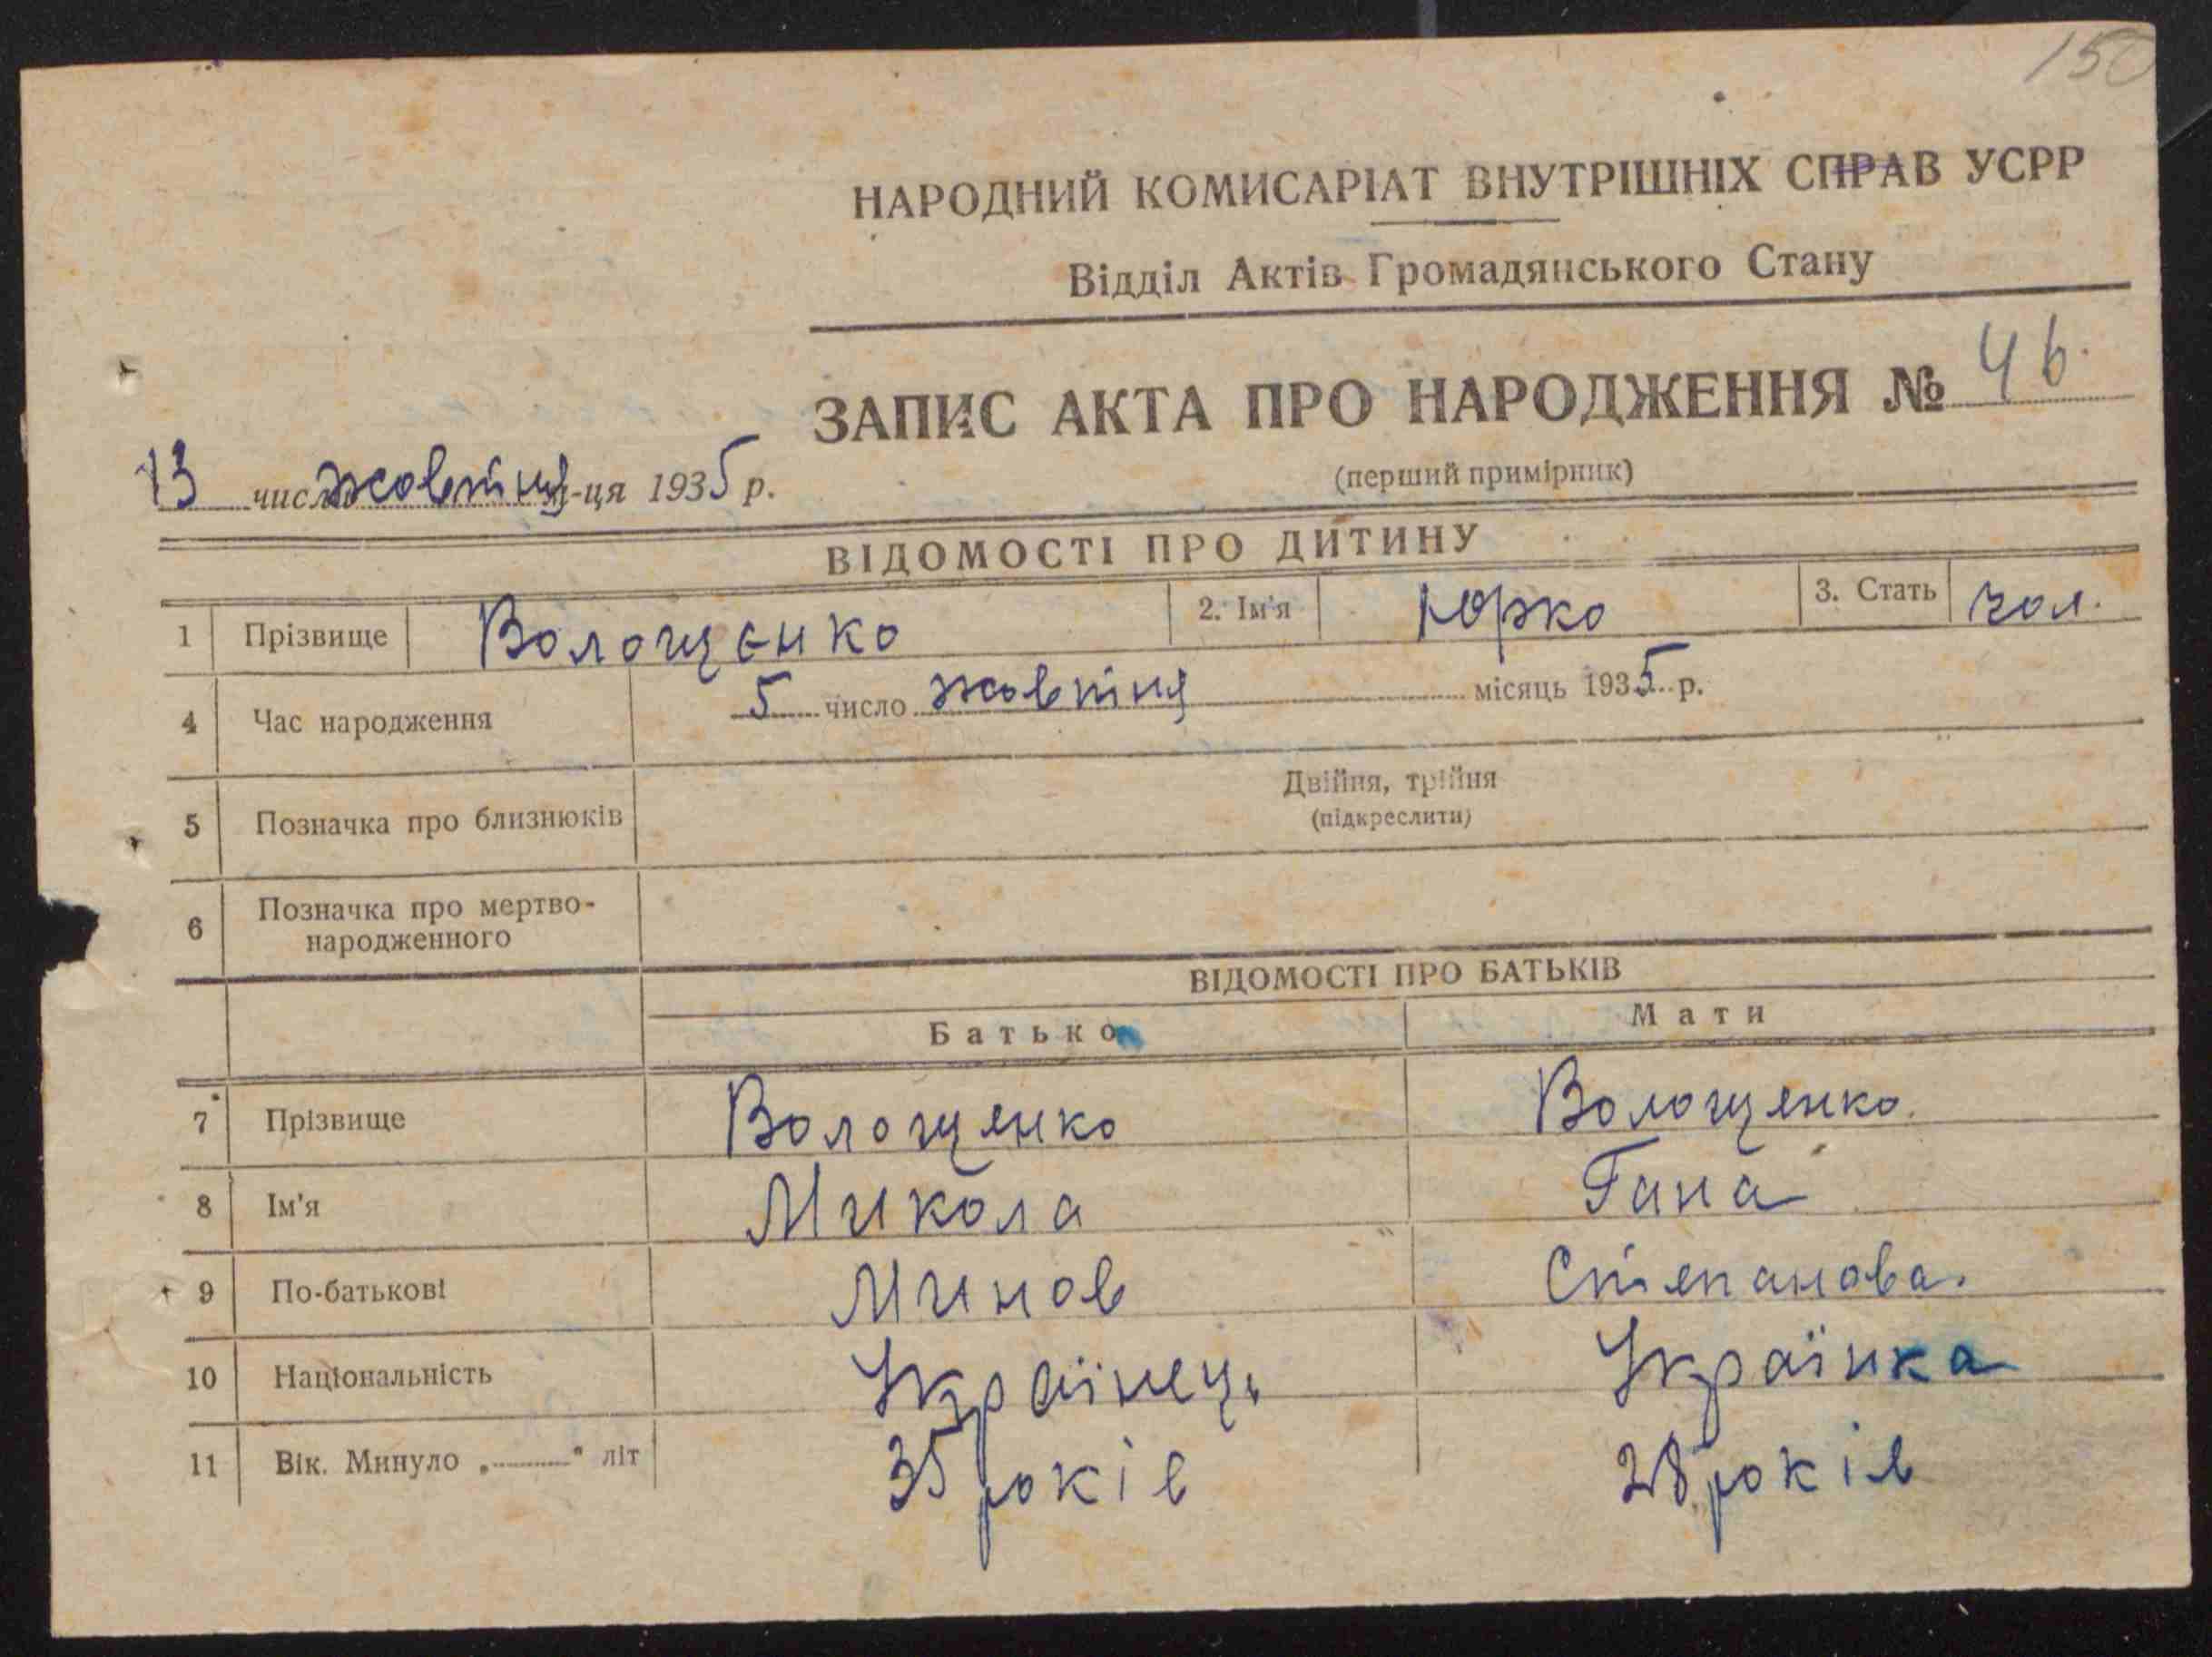 150
НАРОДНИЙ КОМИСАРІАТ ВНУТРІШНІХ СПРАВ УСРР
Відділ Актів Громадянського Стану
ЗАПИС АКТА ПРО НАРОДЖЕННЯ № 46.
(перший примірник)
13 число жовтня м-ця 1935 р.
ВІДОМОСТІ ПРО ДИТИНУ
1 Прізвище Волощенко 2. Ім'я Юрко 3. Стать чол.
4 Час народження 5 число жовтня місяць 1935 р.
5 Позначка про близнюків Двійня, трійня
(підкреслити)
6 Позначка про мертво-
народженного
ВІДОМОСТІ ПРО БАТЬКІВ
Батько Мати
7 Прізвище Волощенко Волощенко.
8 Ім'я Микола Гана
9 По-батькові Минов Степанова.
10 Національність Українець Українка
11 Вік. Минуло „ " літ 35 років 28 років